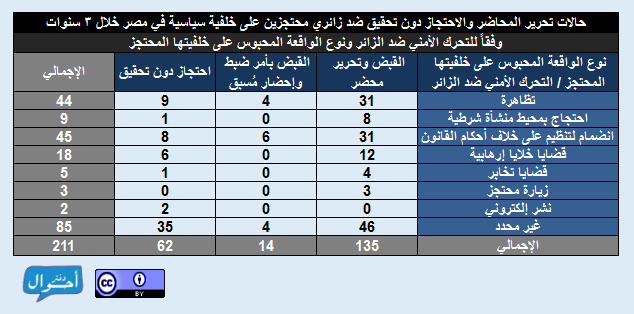 حالات تحرير المحاضر والاحتجاز دون تحقيق ضد زائري محتجزين على خلفية سياسية في مصر خلال ٣ سنوات
وفقاً للتحرك الأمني ضد الزائر ونوع الواقعة المحبوس على خلفيتها المحتجز
نوع الواقعة المحبوس على خلفيتها المحتجز / التحرك الأمني ضد الزائر القبض وتحرير محضر القبض بأمر ضبط وإحضار مُسبق احتجاز دون تحقيق الإجمالي
تظاهرة 31 4 9 44
احتجاج بمحيط منشأة شرطية 8 0 1 9
انضمام لتنظيم على خلاف أحكام القانون 31 6 8 45
قضايا خلايا إرهابية 12 0 6 18
قضايا تخابر 4 0 1 5
زيارة محتجز 3 0 0 3
نشر إلكتروني 0 0 2 2
غير محدد 46 4 35 85
الإجمالي 135 14 62 211
دفتر أحوال
cc BY